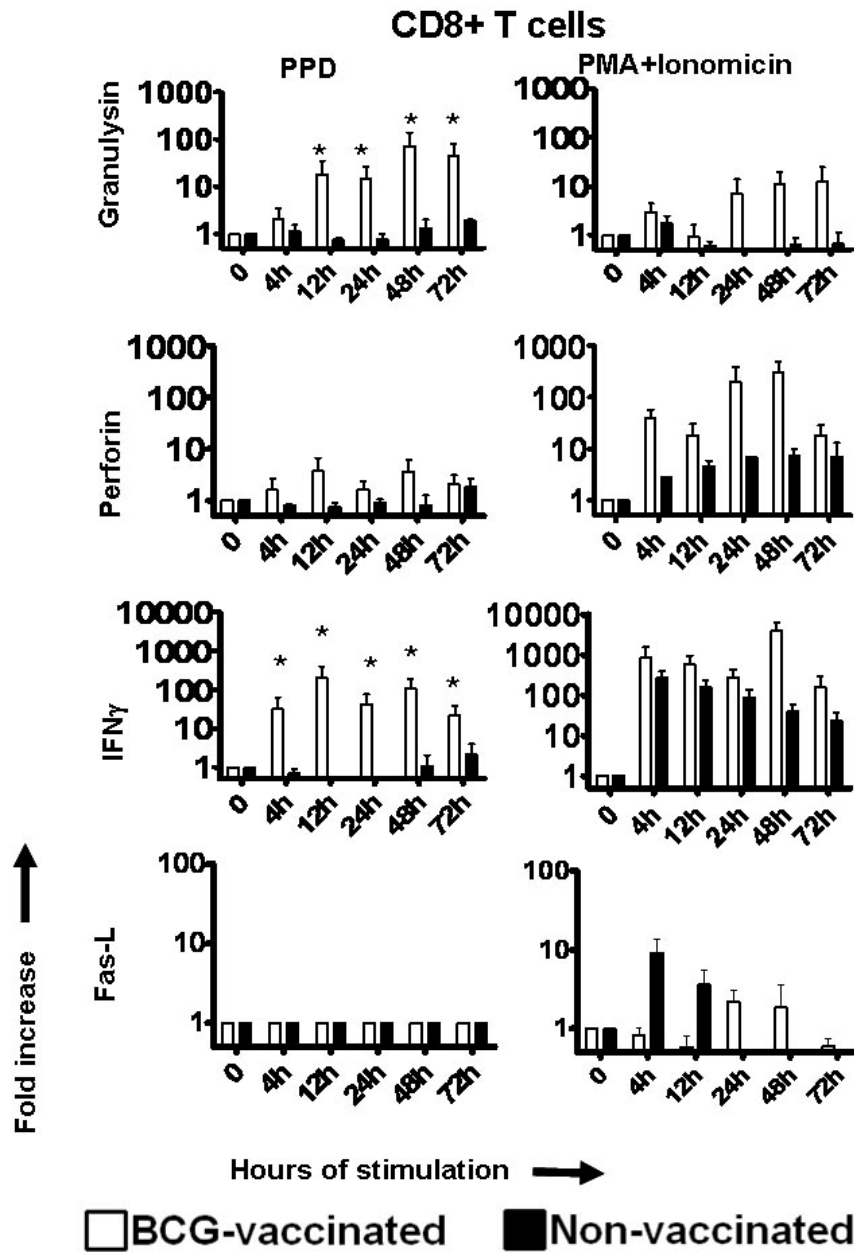 CD8+ T cells
PPD
PMA+Ionomicin
Granulysin
1000
100
10
1
* * * *
0 4h 12h 24h 48h 72h
1000
100
10
1
0 4h 12h 24h 48h 72h
Perforin
1000
100
10
1
0 4h 12h 24h 48h 72h
1000
100
10
1
0 4h 12h 24h 48h 72h
IFNγ
10000
1000
100
10
1
* * * * *
0 4h 12h 24h 48h 72h
10000
1000
100
10
1
0 4h 12h 24h 48h 72h
Fas-L
100
10
1
0 4h 12h 24h 48h 72h
100
10
1
0 4h 12h 24h 48h 72h
Fold increase
Hours of stimulation
BCG-vaccinated
Non-vaccinated